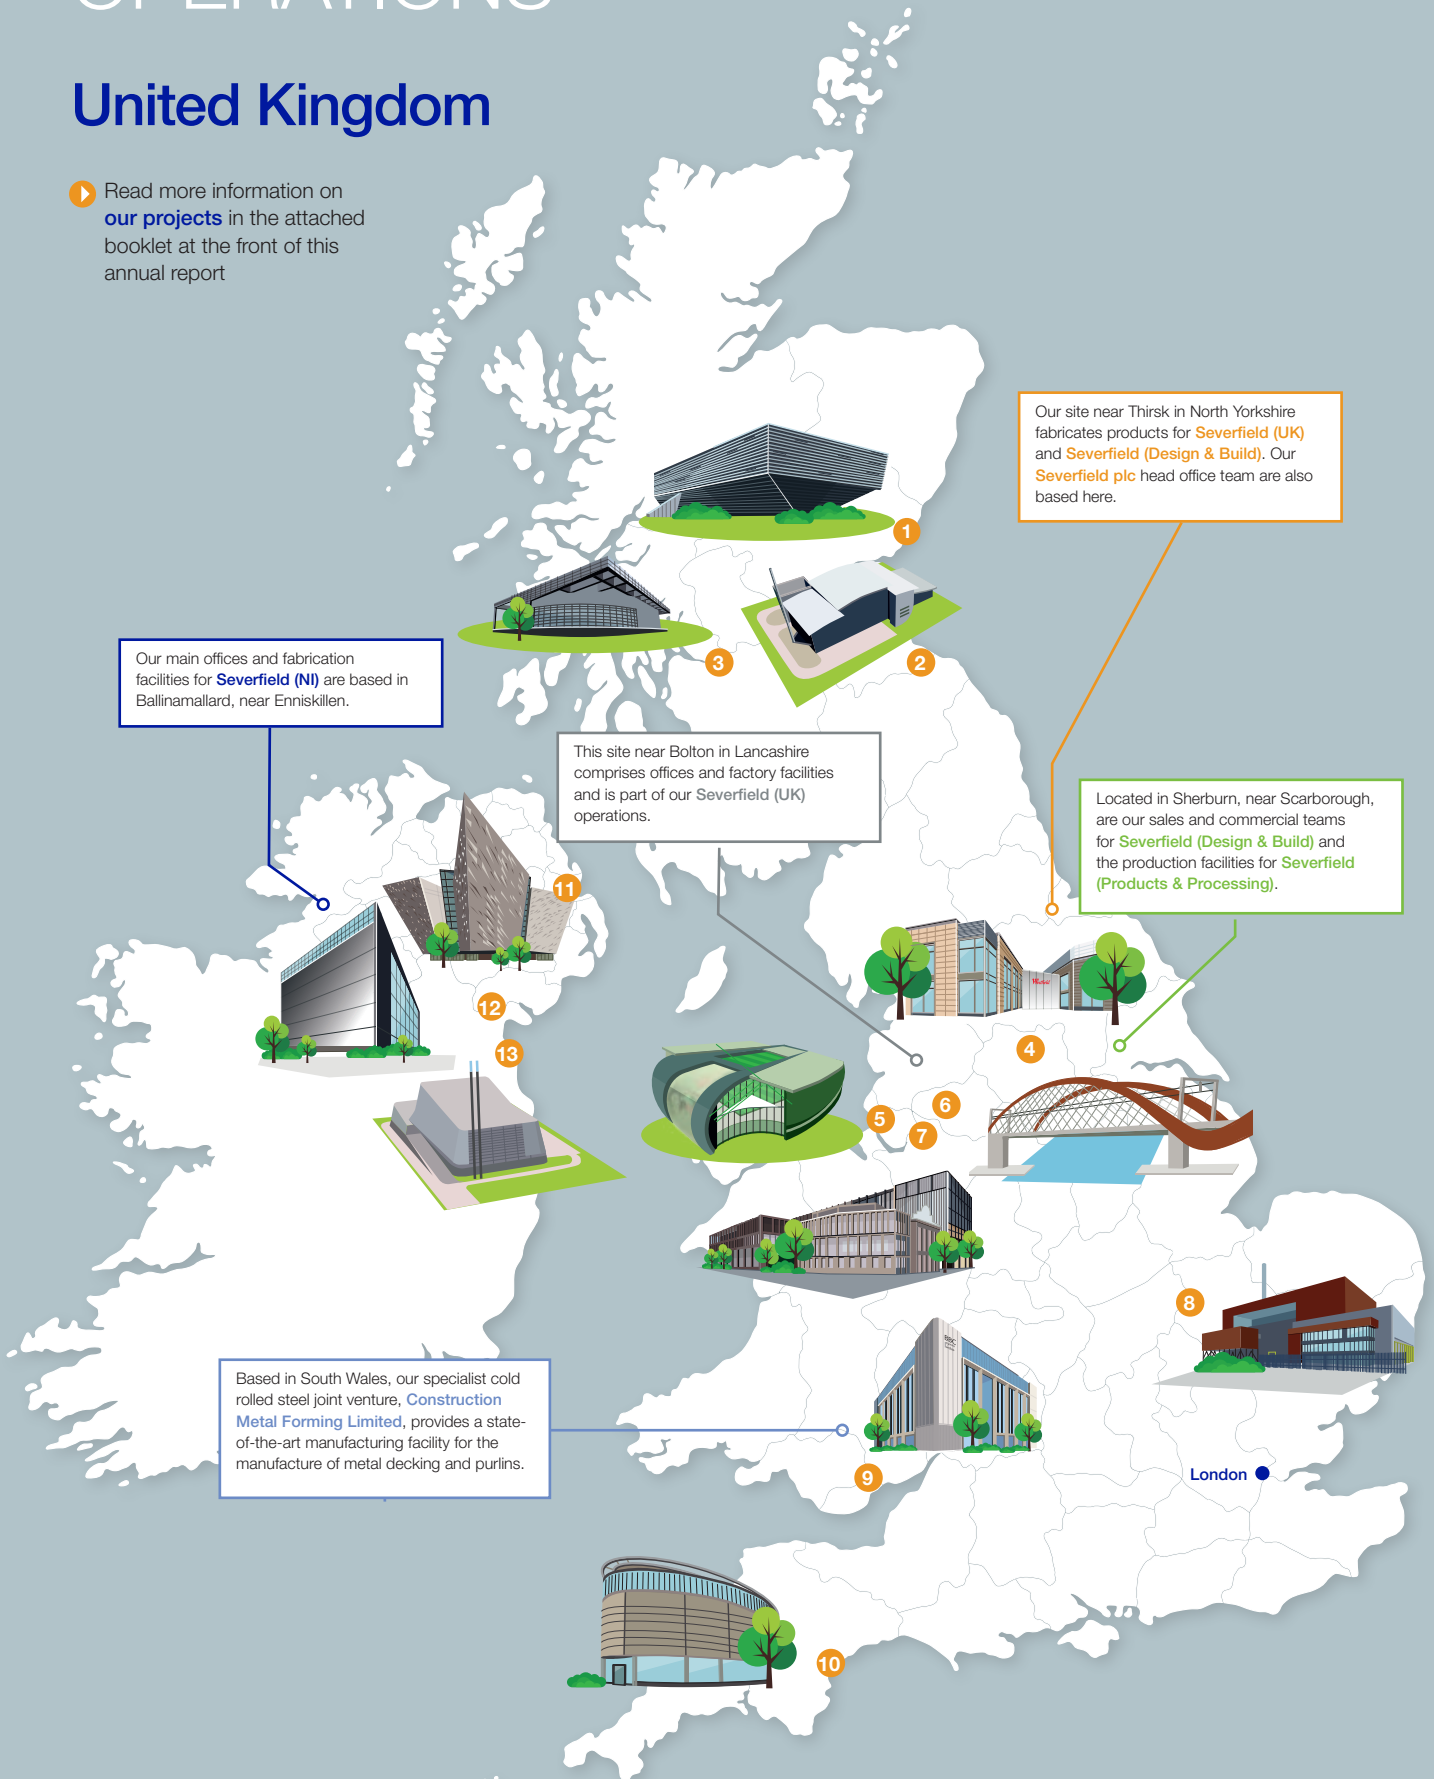 OPERATIONS
United Kingdom
Read more information on
our projects in the attached
booklet at the front of this
annual report
Our site near Thirsk in North Yorkshire
fabricates products for Severfield (UK)
and Severfield (Design & Build). Our
Severfield plc head office team are also
based here.
1
2
3
Our main offices and fabrication
facilities for Severfield (NI) are based in
Ballinamallard, near Enniskillen.
This site near Bolton in Lancashire
comprises offices and factory facilities
and is part of our Severfield (UK)
operations.
Located in Sherburn, near Scarborough,
are our sales and commercial teams
for Severfield (Design & Build) and
the production facilities for Severfield
(Products & Processing).
11
Westfield
12
13
4
5
6
7
8
BBC
Based in South Wales, our specialist cold
rolled steel joint venture, Construction
Metal Forming Limited, provides a state-
of-the-art manufacturing facility for the
manufacture of metal decking and purlins.
9
London
10